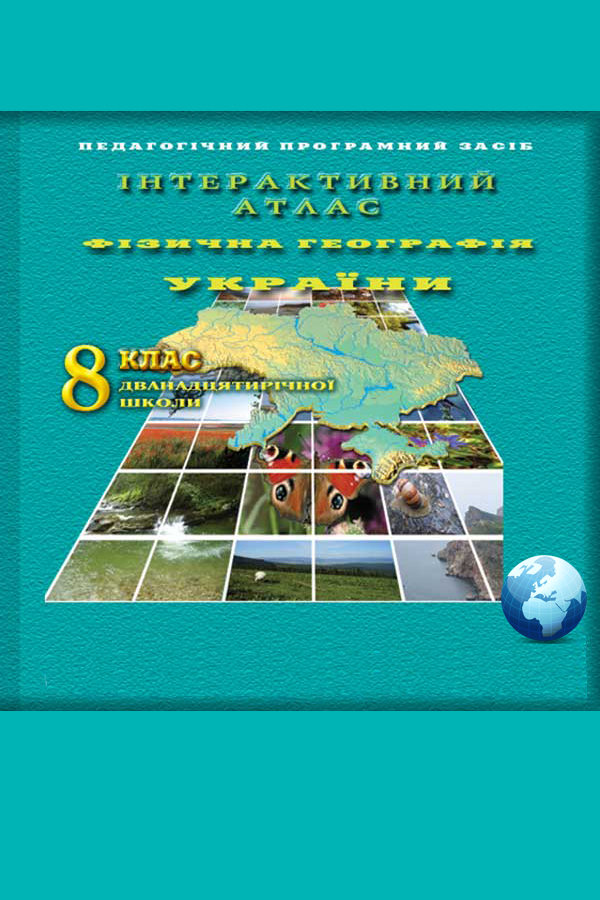 ПЕДАГОГІЧНИЙ ПРОГРАМНИЙ ЗАСІБ
ІНТЕРАКТИВНИЙ
АТЛАС
ФІЗИЧНА ГЕОГРАФІЯ
УКРАЇНИ
8 КЛАС
ДВАНАДЦЯТИРІЧНОЇ
ШКОЛИ